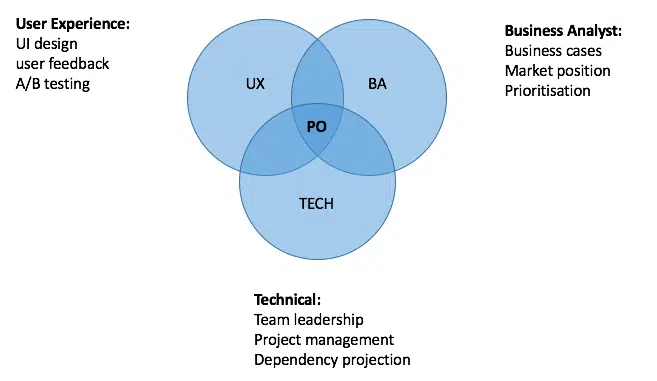 User Experience:
UI design
user feedback
A/B testing
Business Analyst:
Business cases
Market position
Prioritisation
UX
BA
PO
TECH
Technical:
Team leadership
Project management
Dependency projection